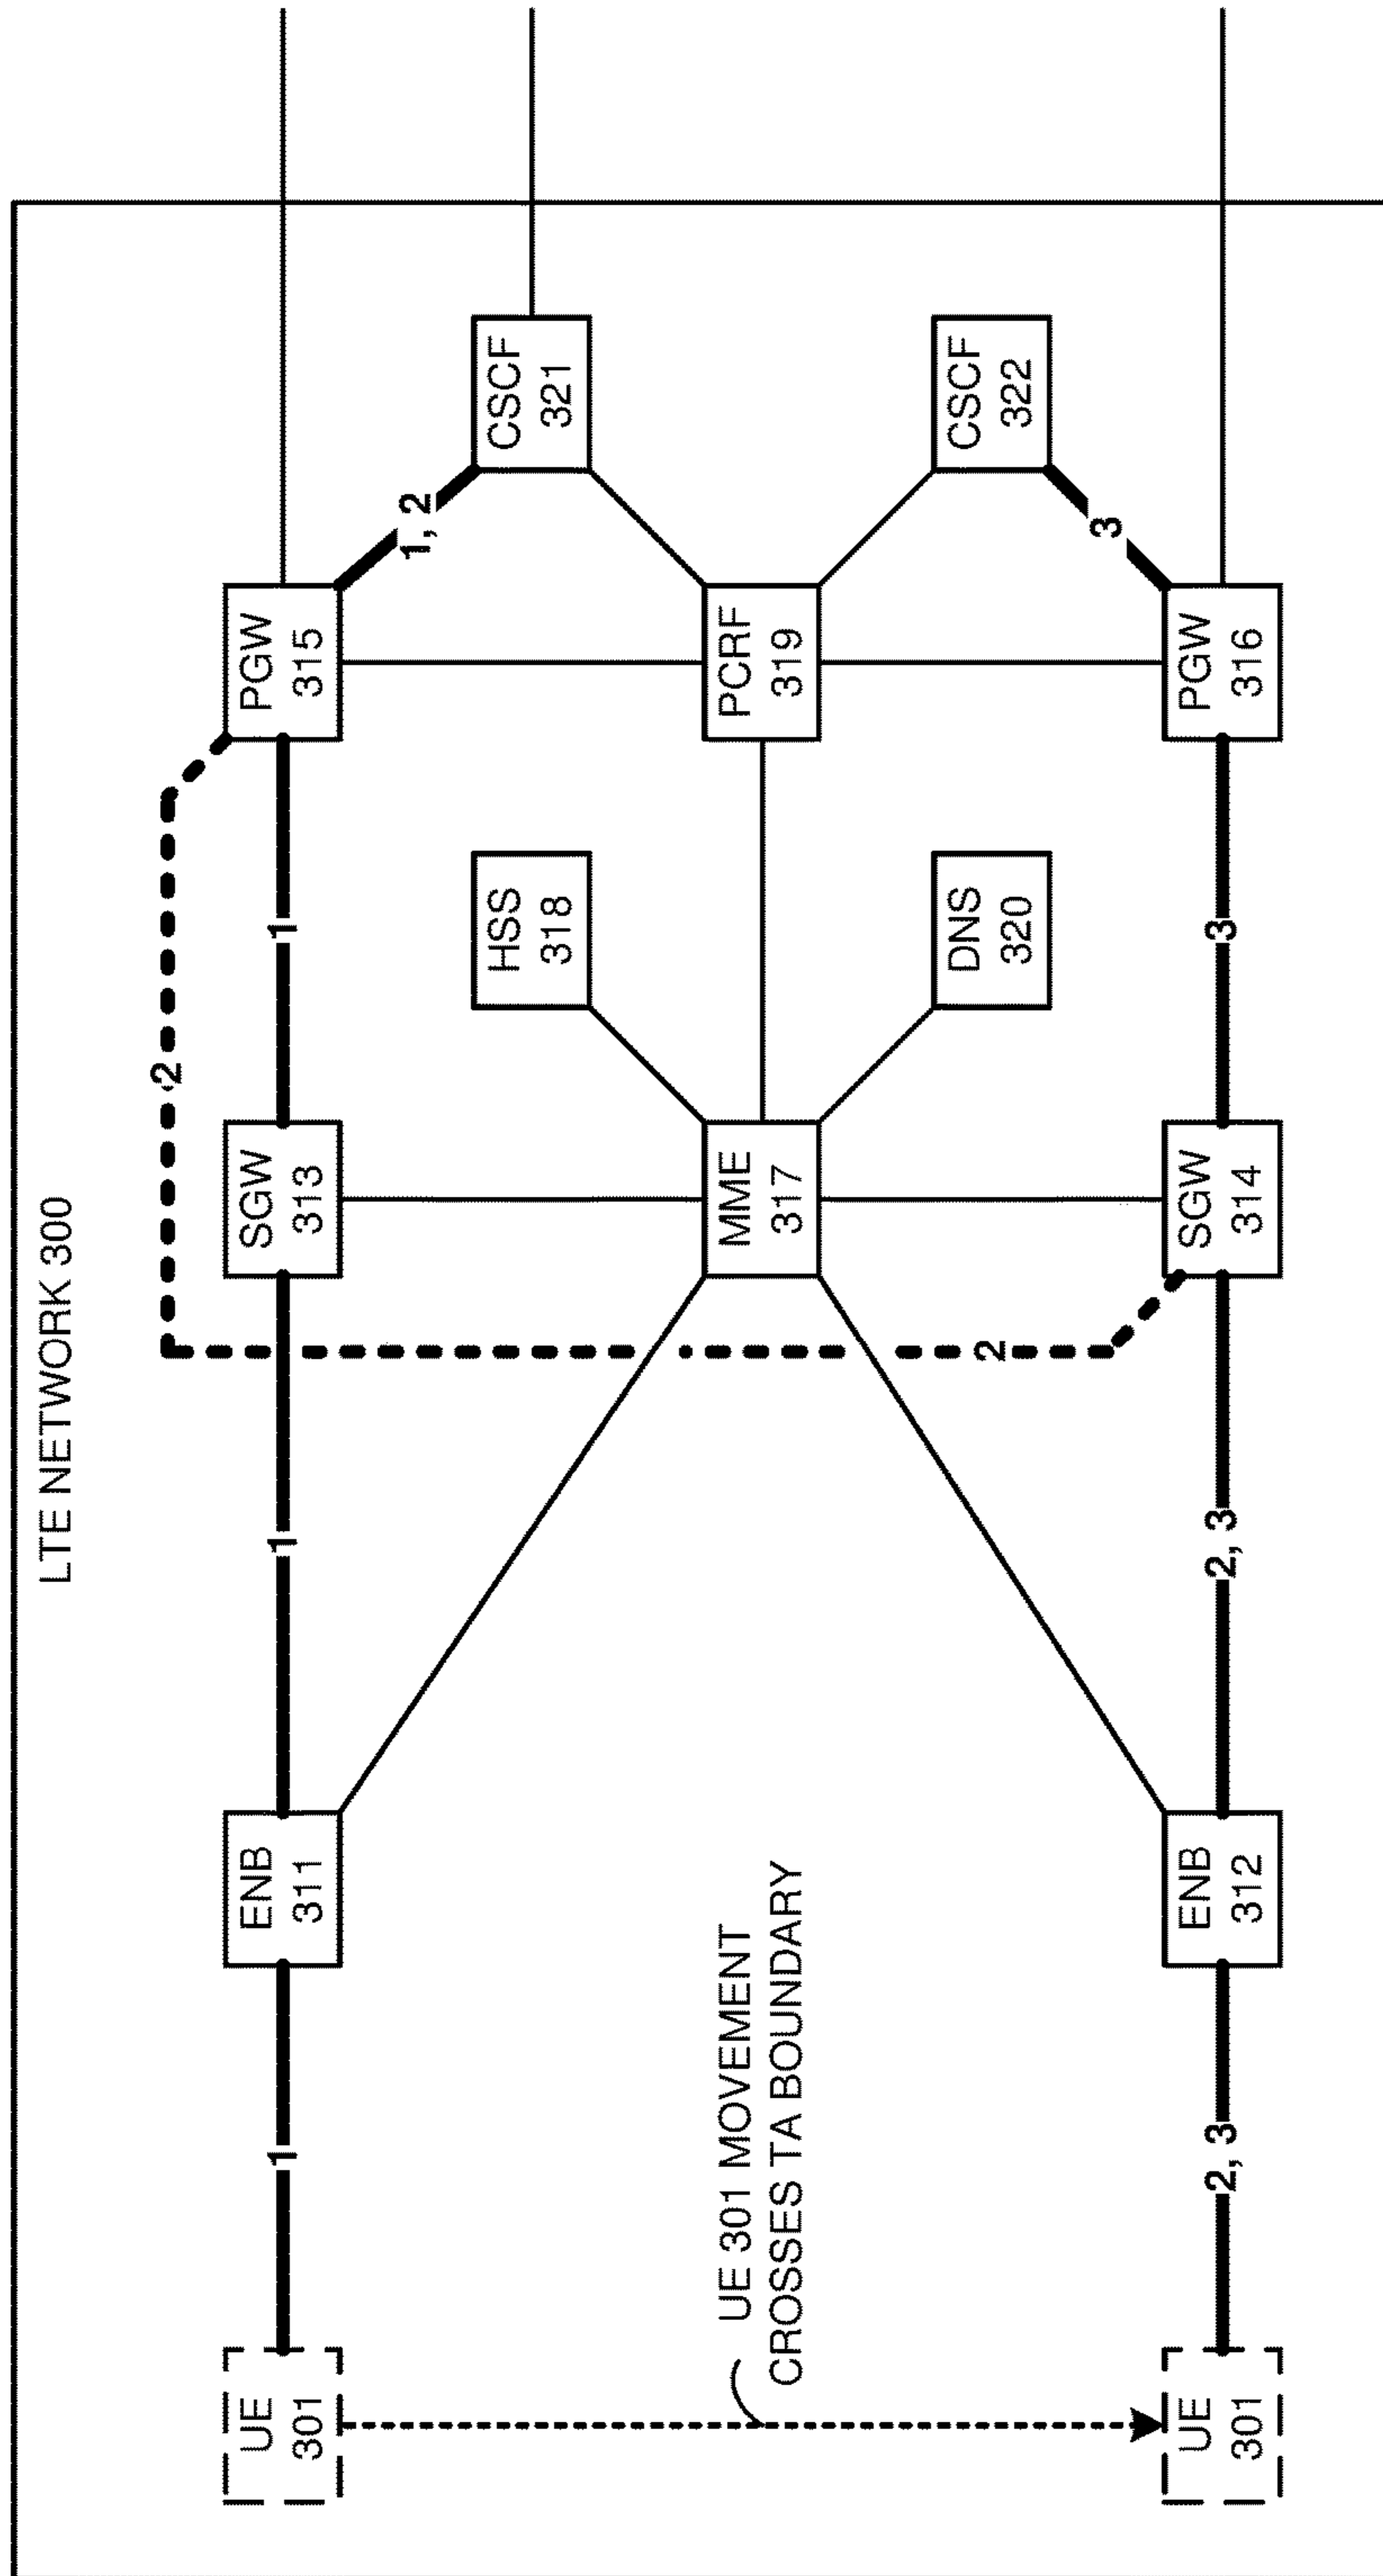 LTE NETWORK 300
UE
301
1
ENB
311
1
SGW
313
1
PGW
315
2
2
1, 2
CSCF
321
HSS
318
MME
317
PCRF
319
DNS
320
CSCF
322
3
UE 301 MOVEMENT
CROSSES TA BOUNDARY
UE
301
2, 3
ENB
312
2, 3
SGW
314
3
PGW
316